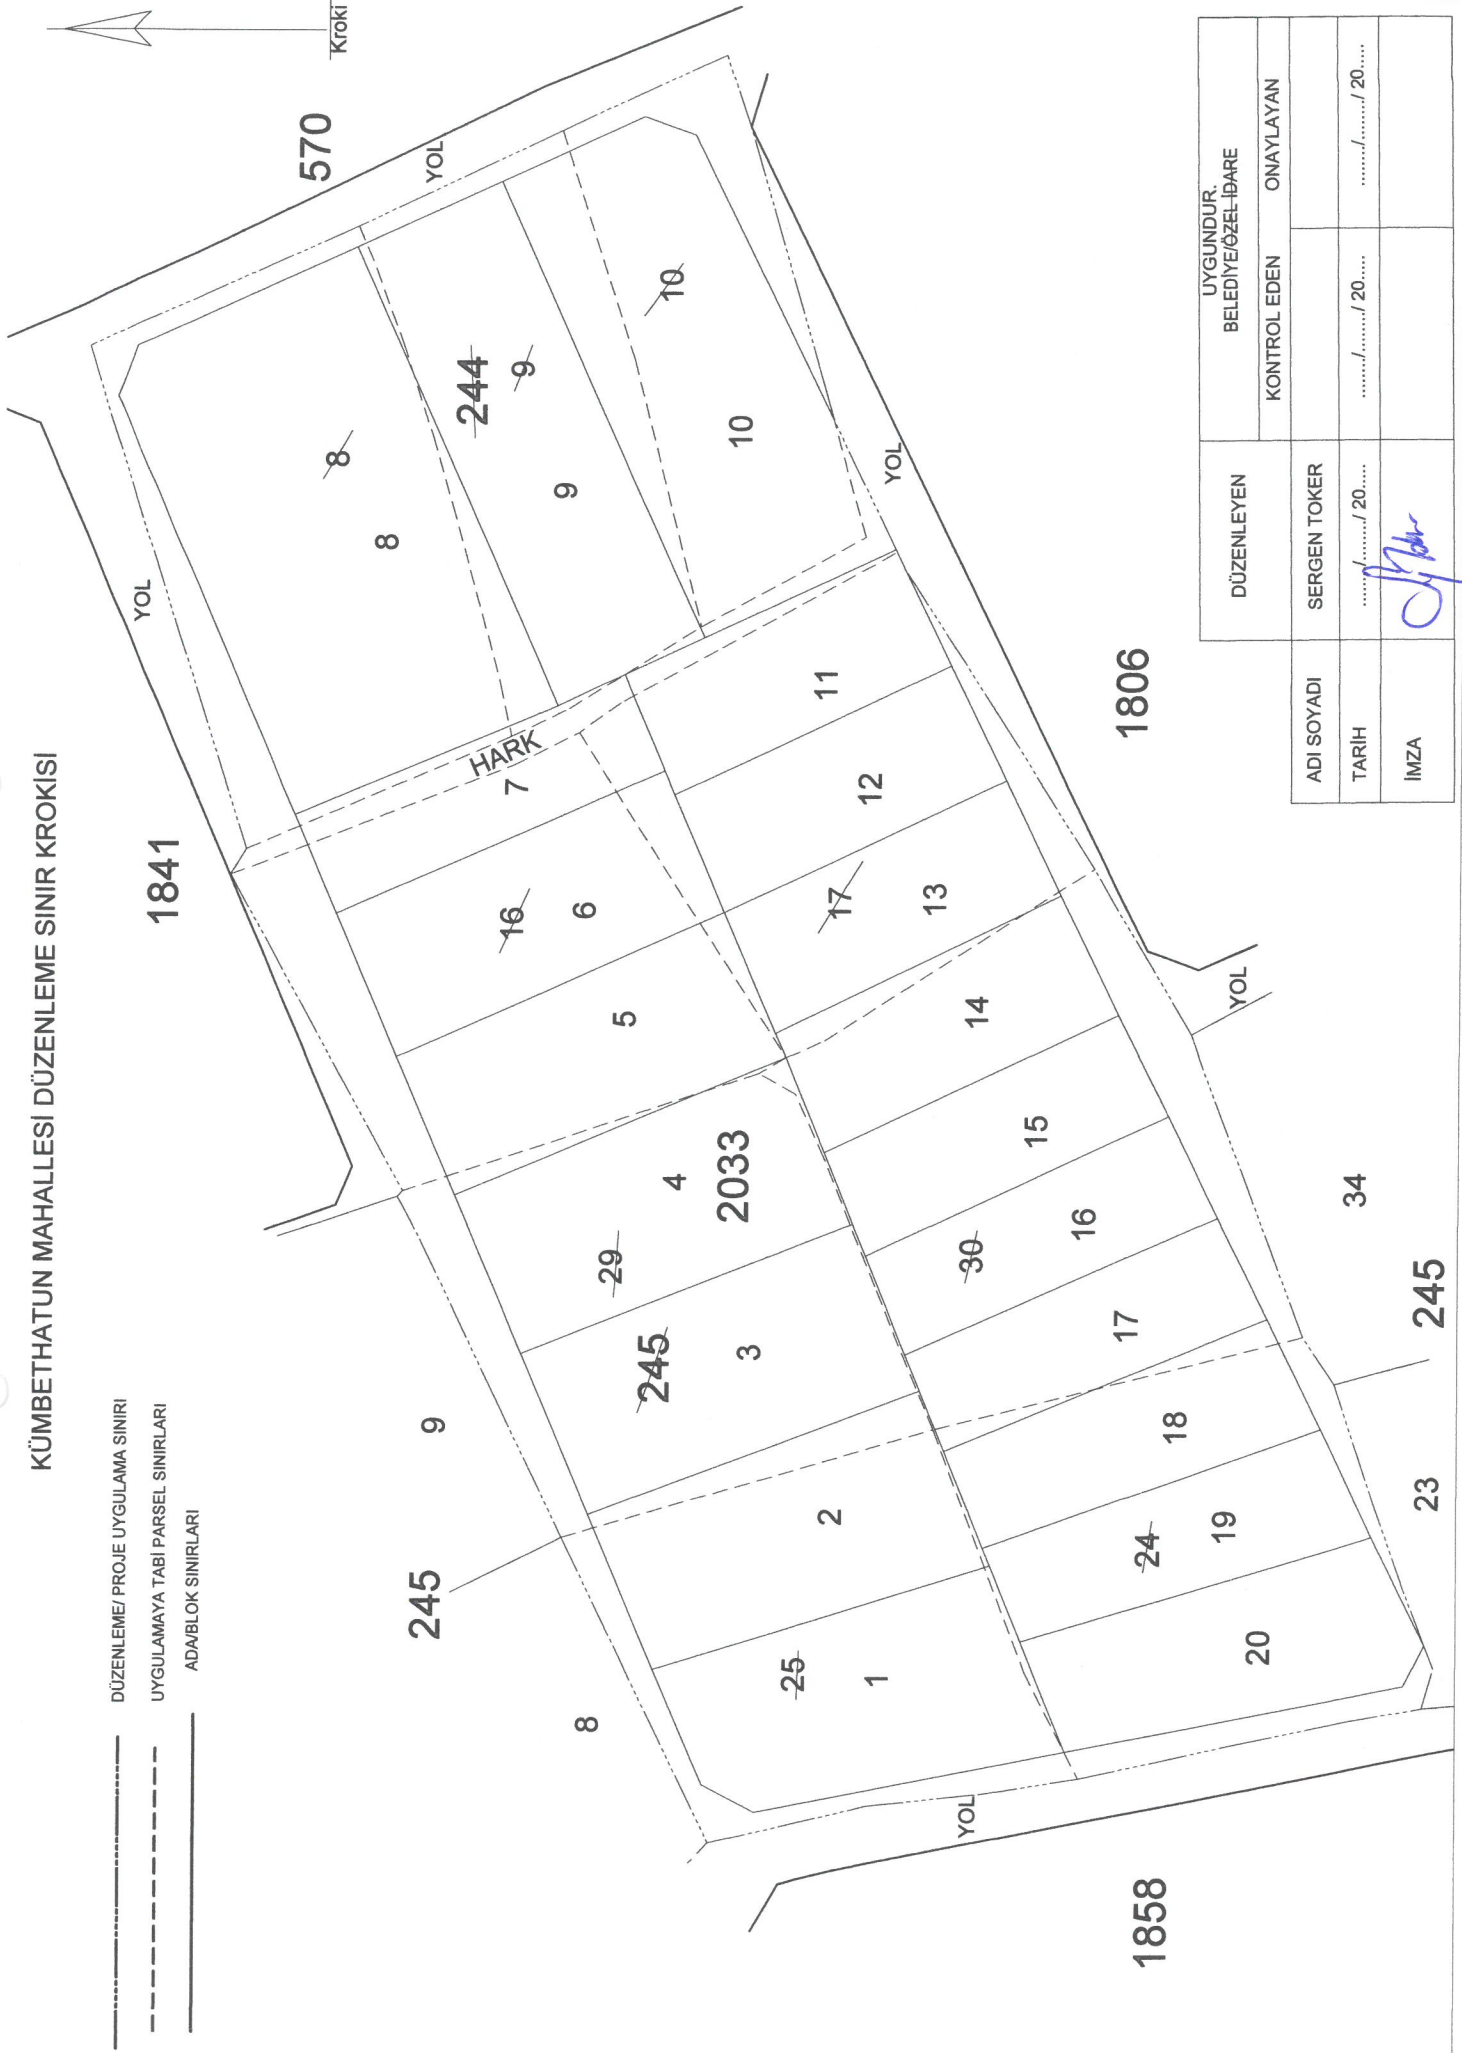 KÜMBETHATUN MAHALLESİ DÜZENLEME SINIR KROKİSİ
Kroki
DÜZENLEME/ PROJE UYGULAMA SINIRI
UYGULAMAYA TABİ PARSEL SINIRLARI
ADA/BLOK SINIRLARI
1841
570
YOL
YOL
245
9
8
8
8
244
9
9
10
10
YOL
HARK
7
16
6
5
4
29
2033
245
3
2
25
1
11
12
17
13
14
15
30
16
17
18
24
19
20
YOL
1858
1806
YOL
34
245
23
UYGUNDUR.
BELEDİYE/ÖZEL İDARE
DÜZENLEYEN
KONTROL EDEN
ONAYLAYAN
ADI SOYADI
SERGEN TOKER
TARİH
......../........./ 20......
......../........./ 20......
......../........./ 20......
İMZA